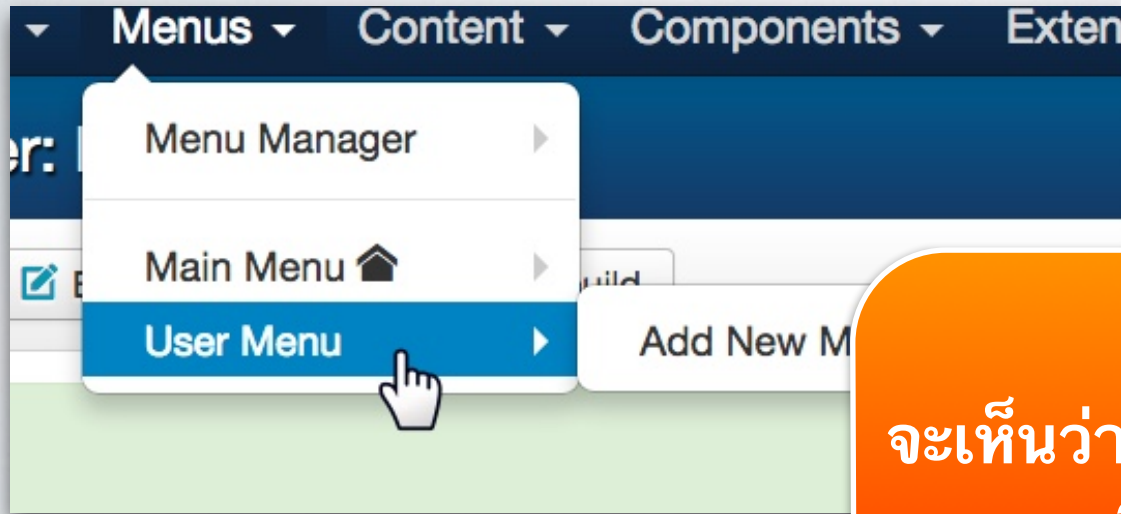 Menus Content Components Exten
er:
Menu Manager
Main Menu
uild
User Menu
Add New M
จะเห็นว่า